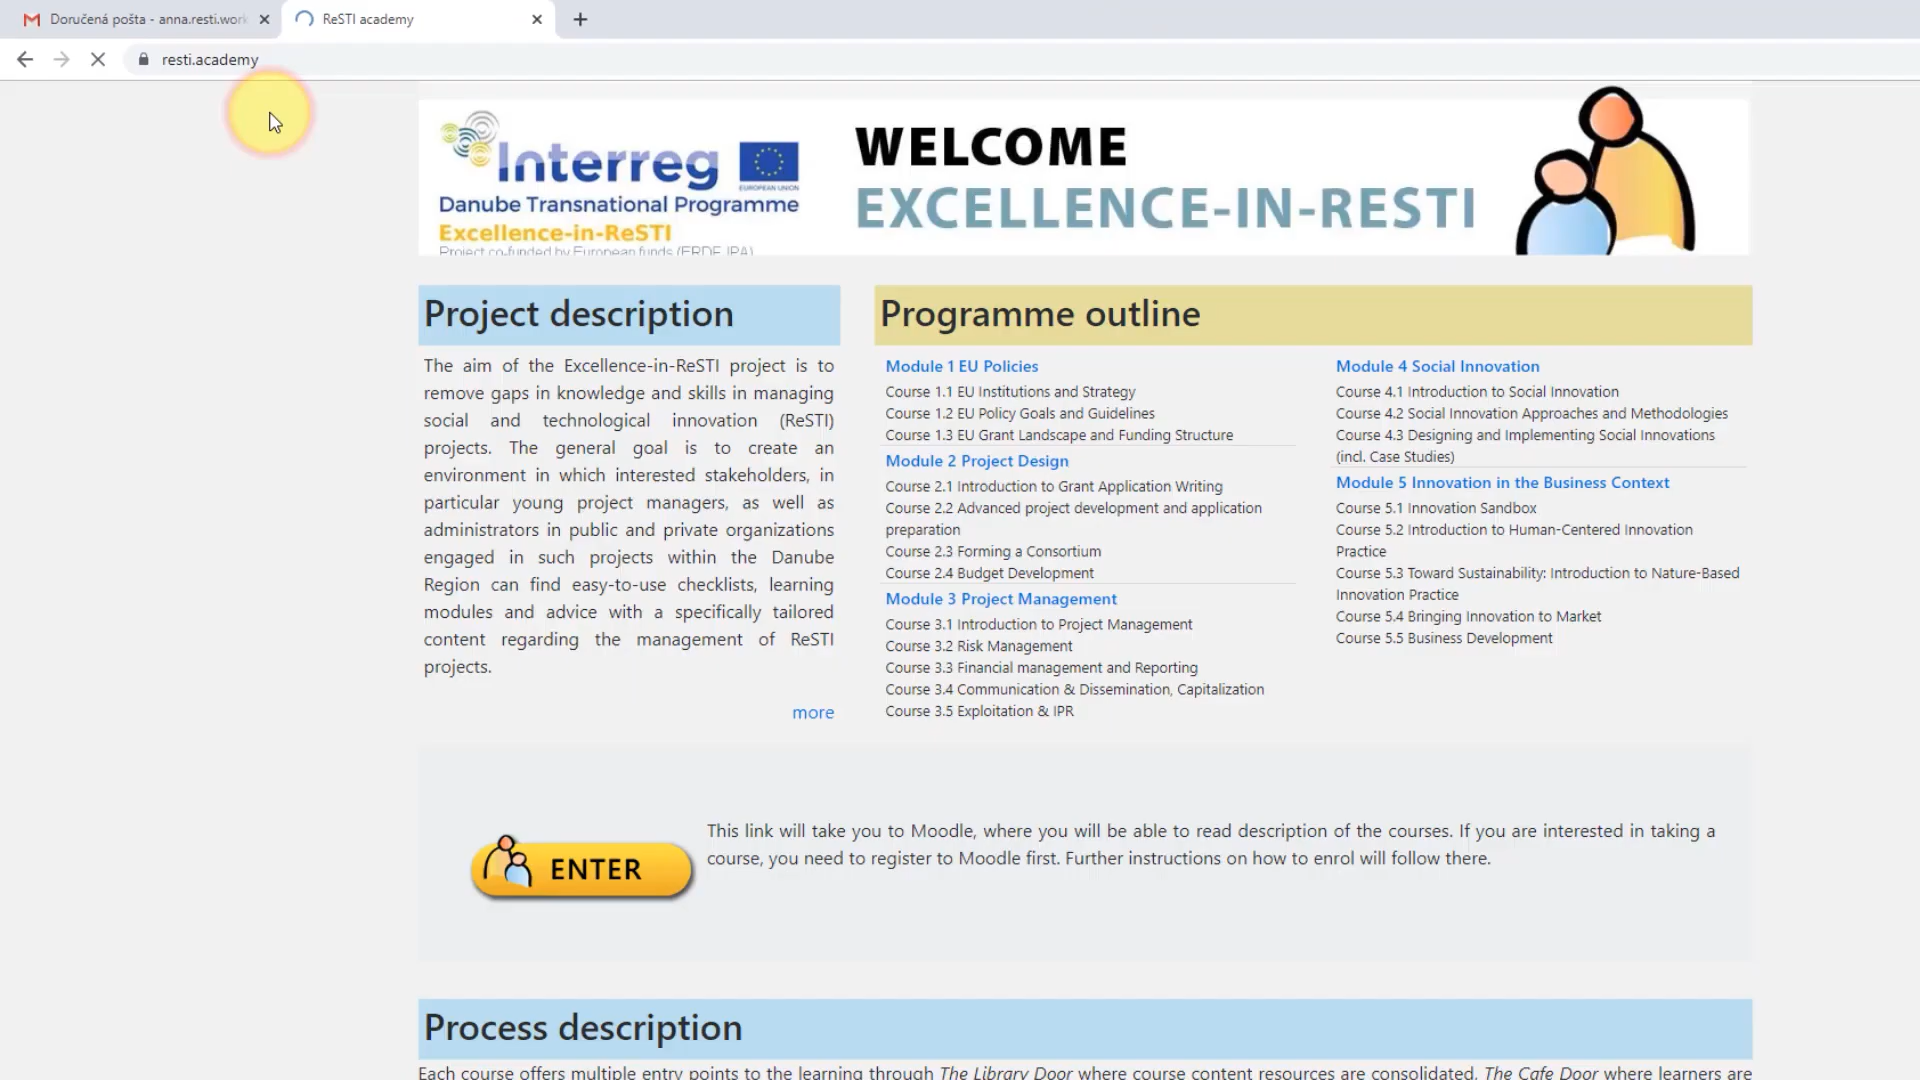 Doručená pošta - anna.resti.work
ReSTI academy
resti.academy
Interreg
EUROPEAN UNION
Danube Transnational Programme
Excellence-in-ReSTI
Project co-funded by European funds (ERDF, IPA)
WELCOME
EXCELLENCE-IN-RESTI
Project description
The aim of the Excellence-in-ReSTI project is to
remove gaps in knowledge and skills in managing
social and technological innovation (ReSTI)
projects. The general goal is to create an
environment in which interested stakeholders, in
particular young project managers, as well as
administrators in public and private organizations
engaged in such projects within the Danube
Region can find easy-to-use checklists, learning
modules and advice with a specifically tailored
content regarding the management of ReSTI
projects.
more
Programme outline
Module 1 EU Policies
Course 1.1 EU Institutions and Strategy
Course 1.2 EU Policy Goals and Guidelines
Course 1.3 EU Grant Landscape and Funding Structure
Module 2 Project Design
Course 2.1 Introduction to Grant Application Writing
Course 2.2 Advanced project development and application
preparation
Course 2.3 Forming a Consortium
Course 2.4 Budget Development
Module 3 Project Management
Course 3.1 Introduction to Project Management
Course 3.2 Risk Management
Course 3.3 Financial management and Reporting
Course 3.4 Communication & Dissemination, Capitalization
Course 3.5 Exploitation & IPR
Module 4 Social Innovation
Course 4.1 Introduction to Social Innovation
Course 4.2 Social Innovation Approaches and Methodologies
Course 4.3 Designing and Implementing Social Innovations
(incl. Case Studies)
Module 5 Innovation in the Business Context
Course 5.1 Innovation Sandbox
Course 5.2 Introduction to Human-Centered Innovation
Practice
Course 5.3 Toward Sustainability: Introduction to Nature-Based
Innovation Practice
Course 5.4 Bringing Innovation to Market
Course 5.5 Business Development
ENTER
This link will take you to Moodle, where you will be able to read description of the courses. If you are interested in taking a
course, you need to register to Moodle first. Further instructions on how to enrol will follow there.
Process description
Each course offers multiple entry points to the learning through The Library Door where course content resources are consolidated, The Cafe Door where learners are